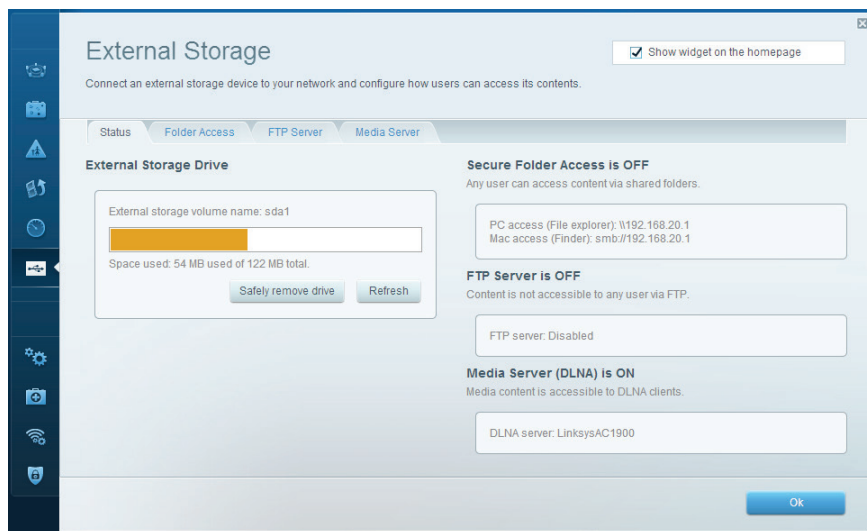 External Storage
Show widget on the homepage
Connect an external storage device to your network and configure how users can access its contents.
Status
Folder Access
FTP Server
Media Server
External Storage Drive
External storage volume name: sda1
Space used: 54 MB used of 122 MB total.
Safely remove drive
Refresh
Secure Folder Access is OFF
Any user can access content via shared folders.
PC access (File explorer): \\192.168.20.1
Mac access (Finder): smb://192.168.20.1
FTP Server is OFF
Content is not accessible to any user via FTP.
FTP server: Disabled
Media Server (DLNA) is ON
Media content is accessible to DLNA clients.
DLNA server: LinksysAC1900
Ok